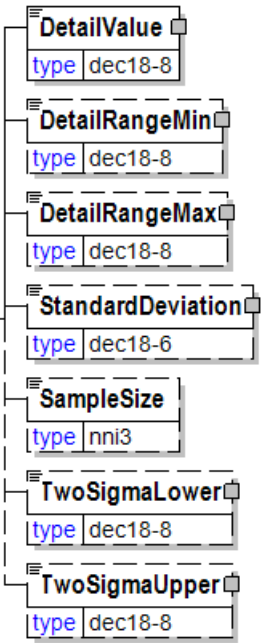 DetailValue
type dec18-8
DetailRangeMin
type dec18-8
DetailRangeMax
type dec18-8
StandardDeviation
type dec18-6
SampleSize
type nni3
TwoSigmaLower
type dec18-8
TwoSigmaUpper
type dec18-8